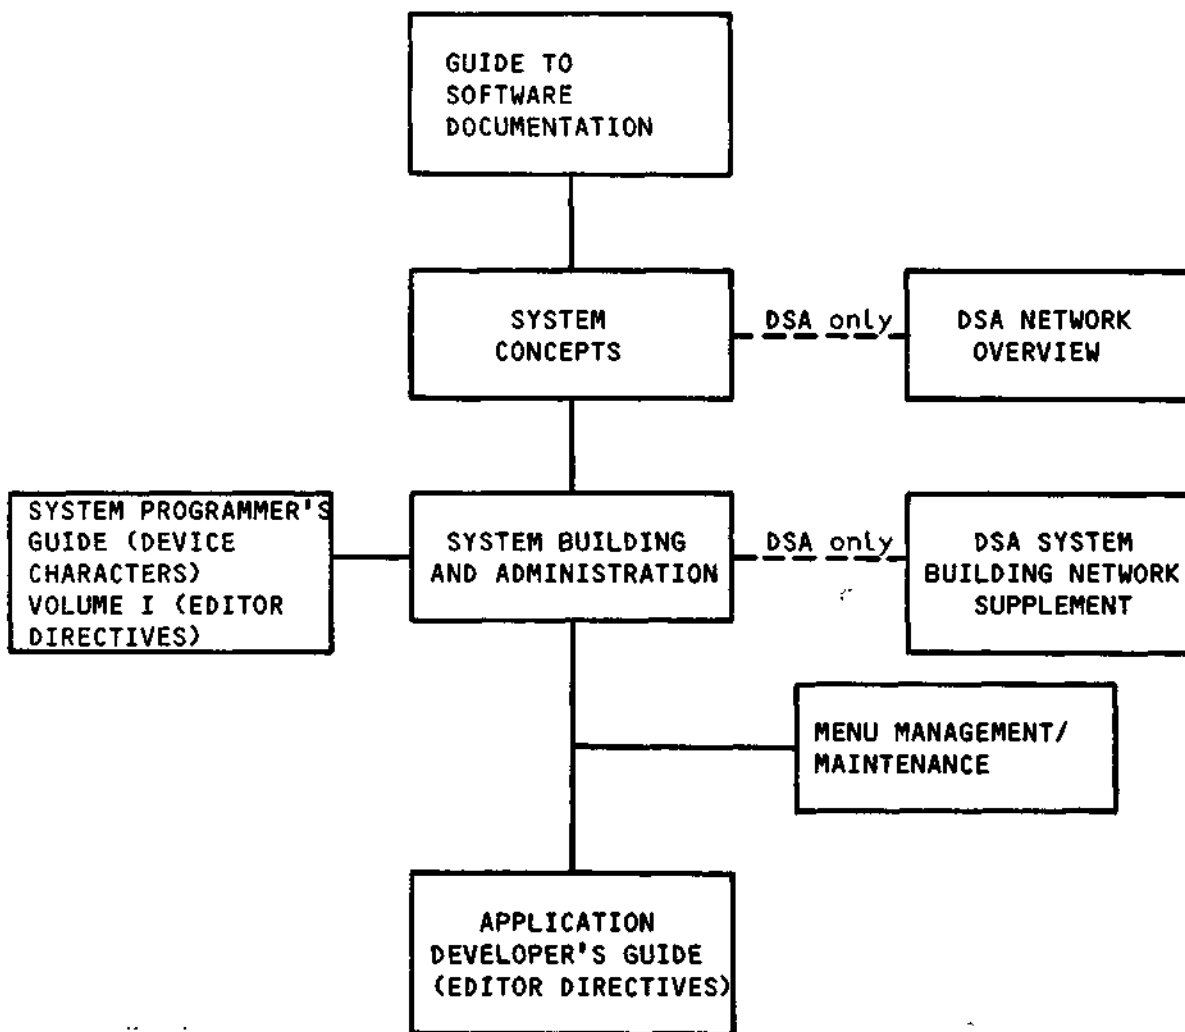 GUIDE TO
SOFTWARE
DOCUMENTATION
SYSTEM
CONCEPTS
DSA only
DSA NETWORK
OVERVIEW
SYSTEM PROGRAMMER'S
GUIDE (DEVICE
CHARACTERS)
VOLUME I (EDITOR
DIRECTIVES)
SYSTEM BUILDING
AND ADMINISTRATION
DSA only
DSA SYSTEM
BUILDING NETWORK
SUPPLEMENT
MENU MANAGEMENT/
MAINTENANCE
APPLICATION
DEVELOPER'S GUIDE
(EDITOR DIRECTIVES)